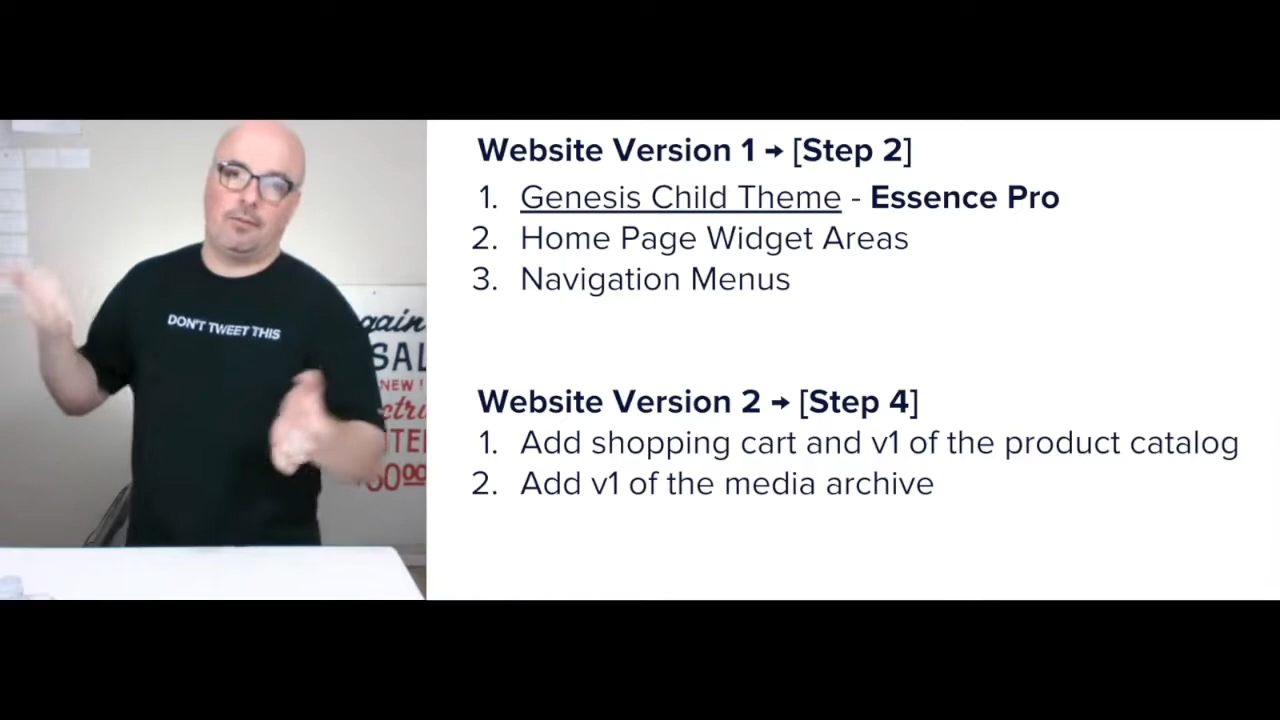 DON'T TWEET THIS
NEW !
Website Version 1 → [Step 2]
1. Genesis Child Theme - Essence Pro
2. Home Page Widget Areas
3. Navigation Menus
Website Version 2 → [Step 4]
1. Add shopping cart and v1 of the product catalog
2. Add v1 of the media archive